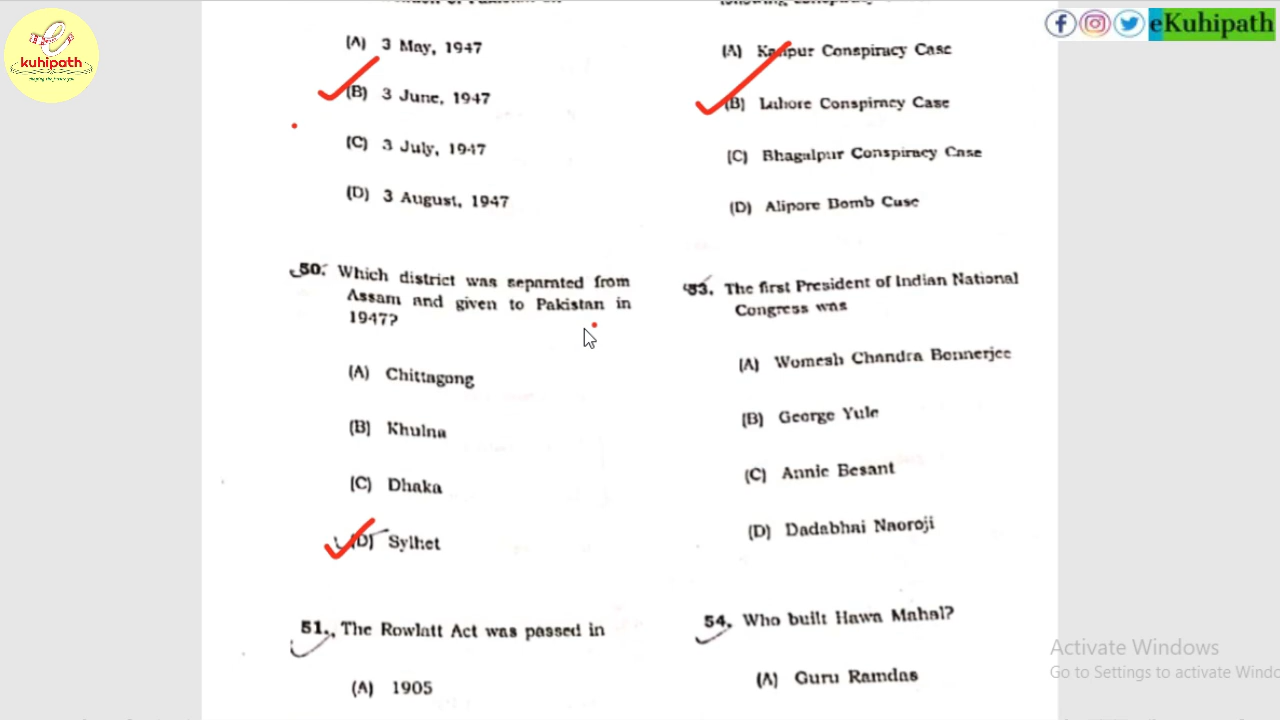 kuhipath
eKuhipath
(A) 3 May, 1947
(B) 3 June, 1947
(C) 3 July, 1947
(D) 3 August, 1947
50. Which district was separated from
Assam and given to Pakistan in
1947?
(A) Chittagong
(B) Khulna
(C) Dhaka
(D) Sylhet
51. The Rowlatt Act was passed in
(A) 1905
(A) Kanpur Conspiracy Case
(B) Lahore Conspiracy Case
(C) Bhagalpur Conspiracy Case
(D) Alipore Bomb Case
53. The first President of Indian National
Congress was
(A) Womesh Chandra Bonnerjee
(B) George Yule
(C) Annie Besant
(D) Dadabhai Naoroji
54. Who built Hawa Mahal?
(A) Guru Ramdas
Activate Windows
Go to Settings to activate Windo